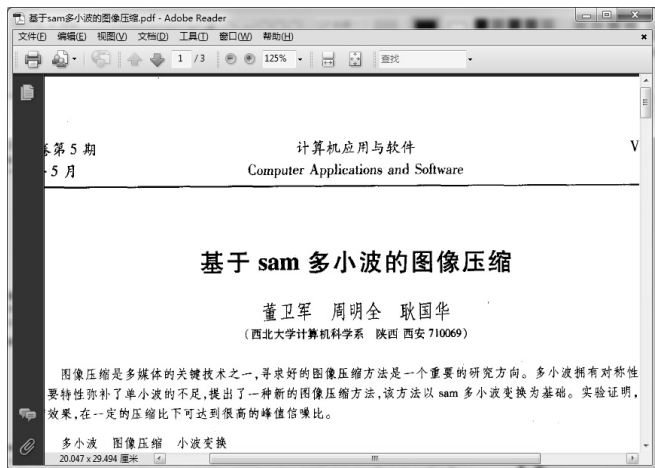 基于sam多小波的图像压缩.pdf - Adobe Reader
文件(F) 编辑(E) 视图(V) 文档(D) 工具(T) 窗口(W) 帮助(H)
1 / 3 125% 查找
第 5 期 计算机应用与软件 V
5 月 Computer Applications and Software
基于 sam 多小波的图像压缩
董卫军 周明全 耿国华
(西北大学计算机科学系 陕西 西安 710069)
图像压缩是多媒体的关键技术之一,寻求好的图像压缩方法是一个重要的研究方向。多小波拥有对称性
要特性弥补了单小波的不足,提出了一种新的图像压缩方法,该方法以 sam 多小波变换为基础。实验证明,
效果,在一定的压缩比下可达到很高的峰值信噪比。
多小波 图像压缩 小波变换
20.047 x 29.494 厘米